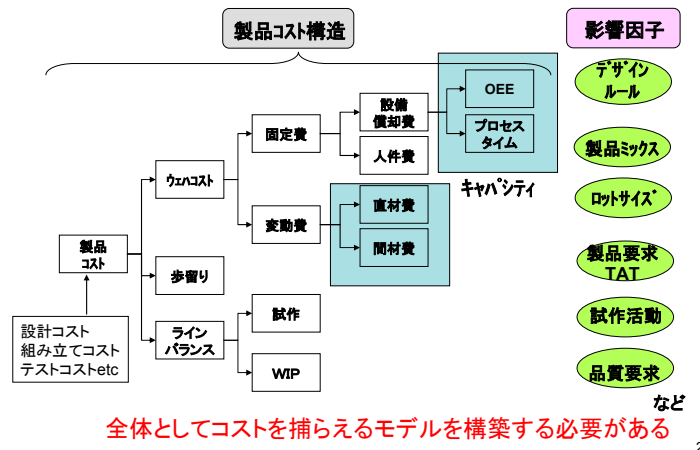 製品コスト構造
影響因子
デザイン
ルール
OEE
設備
償却費
プロセス
タイム
固定費
人件費
製品ミックス
キャパシティ
ウェハコスト
直材費
ロットサイズ
変動費
間材費
製品
コスト
製品要求
TAT
歩留り
試作
試作活動
設計コスト
組み立てコスト
テストコストetc
ライン
バランス
WIP
品質要求
など
全体としてコストを捕らえるモデルを構築する必要がある